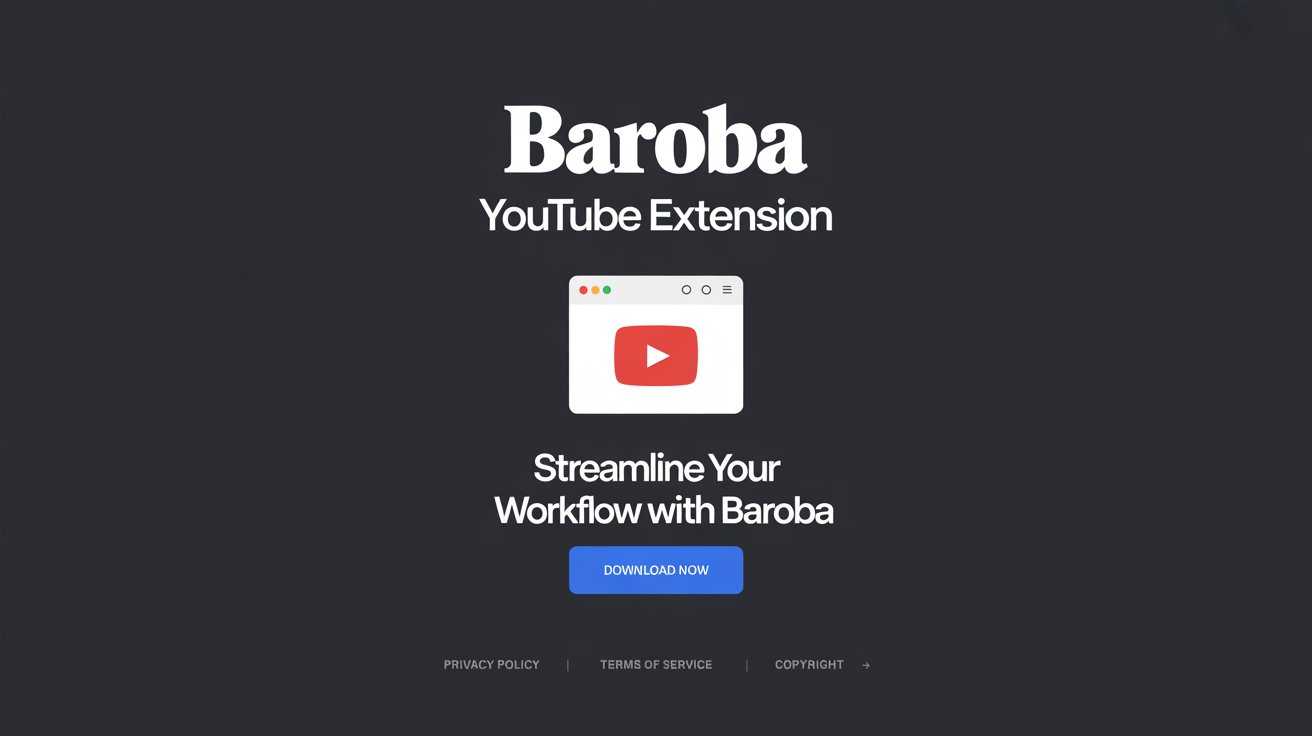 Baroba
YouTube Extension
Streamline Your
Workflow with Baroba
DOWNLOAD NOW
PRIVACY POLICY | TERMS OF SERVICE | COPYRIGHT →